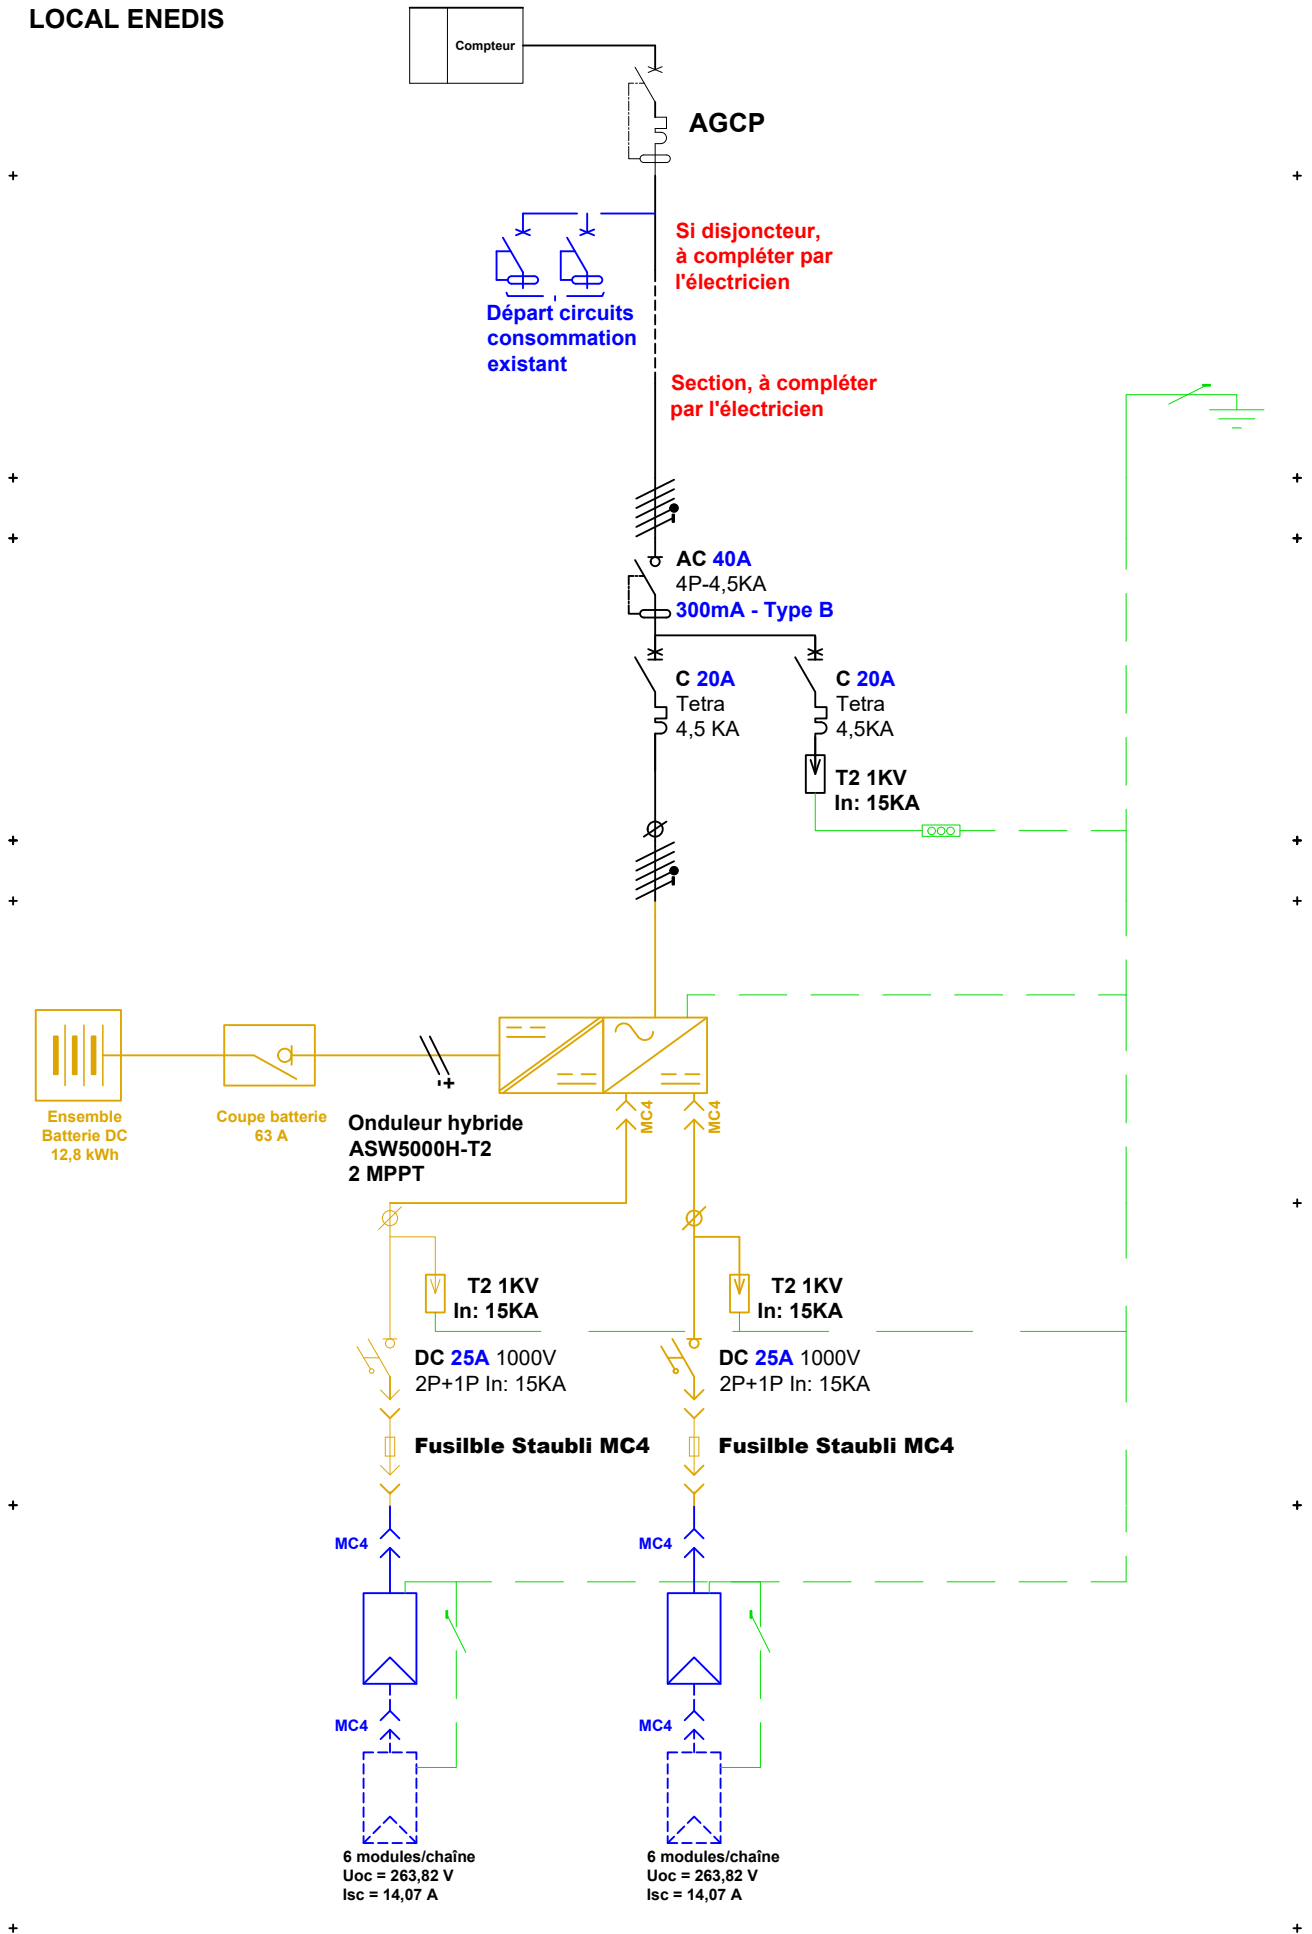 LOCAL ENEDIS
Compteur
AGCP
Si disjoncteur,
à compléter par
l'électricien
Départ circuits
consommation
existant
Section, à compléter
par l'électricien
AC 40A
4P-4,5KA
300mA - Type B
C 20A
Tetra
4,5 KA
C 20A
Tetra
4,5KA
T2 1KV
In: 15KA
Ensemble
Batterie DC
12,8 kWh
Coupe batterie
63 A
Onduleur hybride
ASW5000H-T2
2 MPPT
MC4
MC4
T2 1KV
In: 15KA
T2 1KV
In: 15KA
DC 25A 1000V
2P+1P In: 15KA
DC 25A 1000V
2P+1P In: 15KA
Fusilble Staubli MC4
Fusilble Staubli MC4
MC4
MC4
MC4
MC4
6 modules/chaîne
Uoc = 263,82 V
Isc = 14,07 A
6 modules/chaîne
Uoc = 263,82 V
Isc = 14,07 A